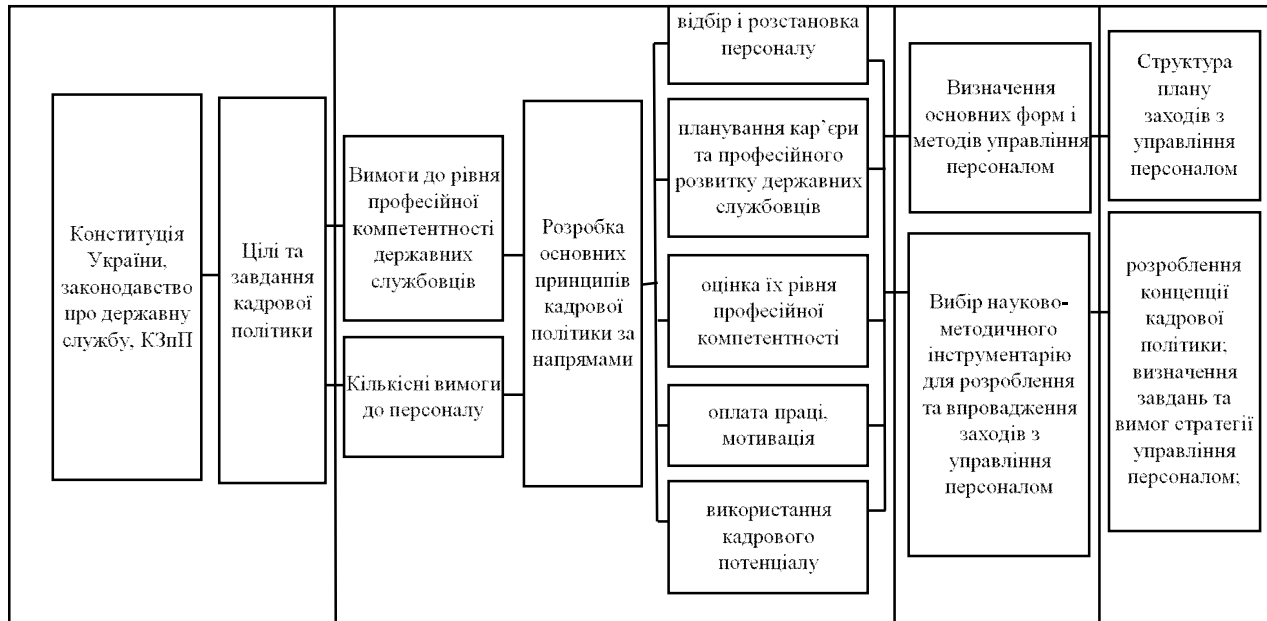 Конституція
України,
законодавство
про державну
службу, КЗпП
Цілі та
завдання
кадрової
політики
Вимоги до рівня
професійної
компетентності
державних
службовців
Кількісні вимоги
до персоналу
Розробка
основних
принципів
кадрової
політики за
напрямами
відбір і розстановка
персоналу
планування кар`єри
та професійного
розвитку державних
службовців
оцінка їх рівня
професійної
компетентності
оплата праці,
мотивація
використання
кадрового
потенціалу
Визначення
основних форм і
методів управління
персоналом
Вибір науково-
методичного
інструментарію
для розроблення
та впровадження
заходів з
управління
персоналом
Структура
плану
заходів з
управління
персоналом
розроблення
концепції
кадрової
політики;
визначення
завдань та
вимог стратегії
управління
персоналом;